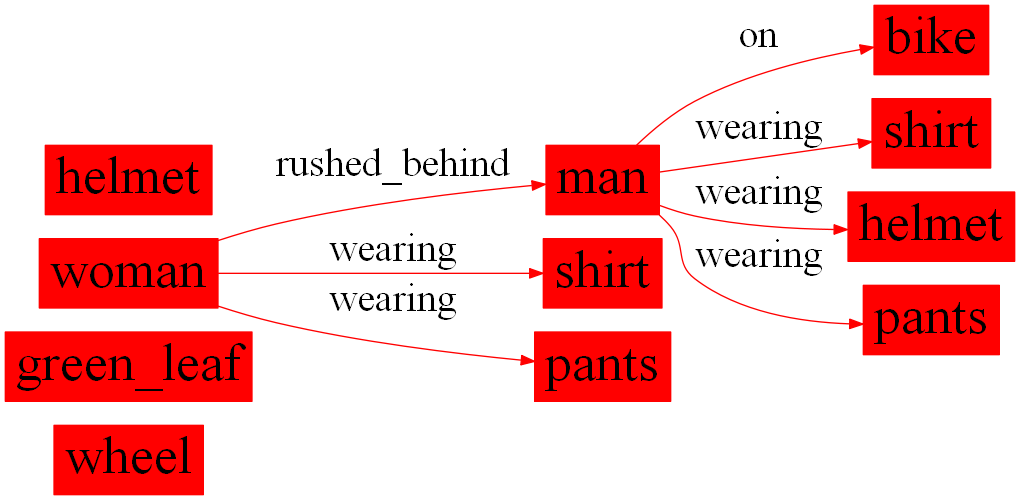 on
bike
wearing
shirt
helmet
rushed_behind
man
wearing
helmet
woman
wearing
shirt
wearing
pants
wearing
pants
green_leaf
wheel